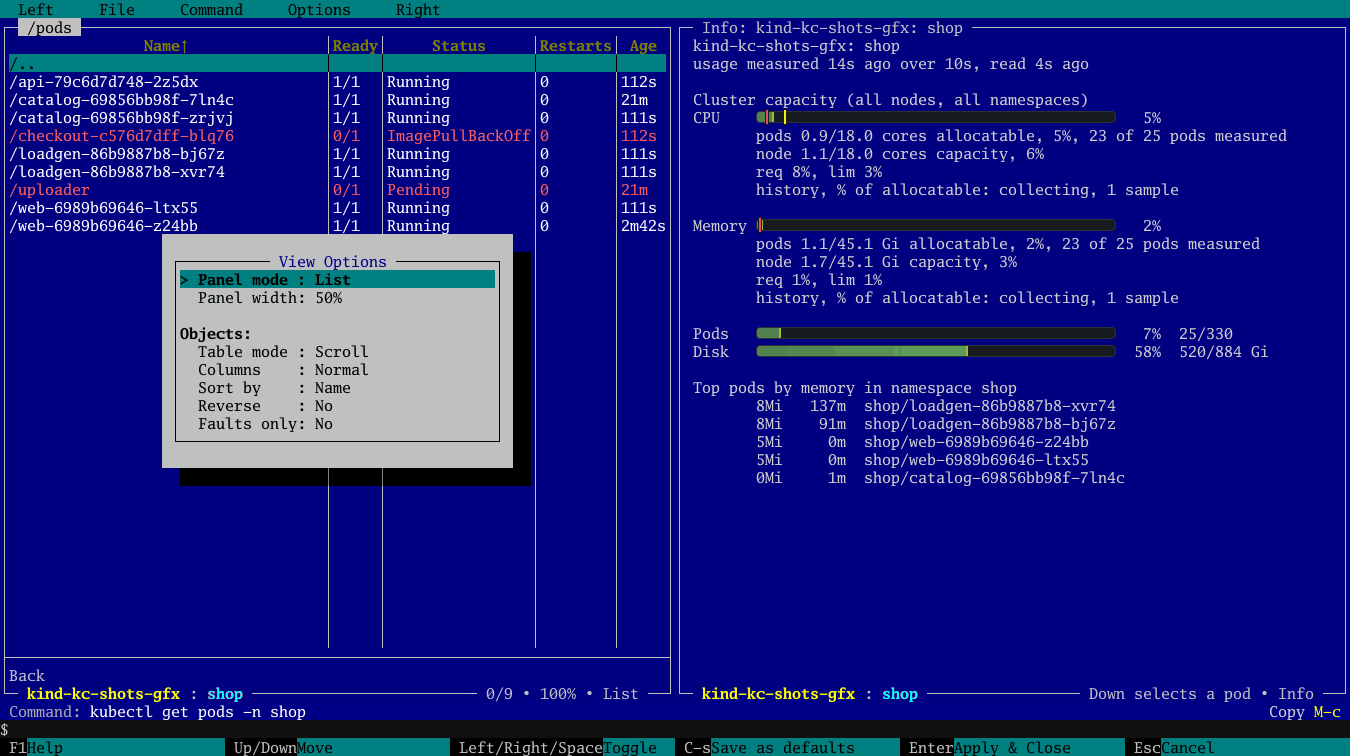 Left File Command Options Right
/pods
Name↑ Ready Status Restarts Age
/..
/api-79c6d7d748-2z5dx 1/1 Running 0 112s
/catalog-69856bb98f-7ln4c 1/1 Running 0 21m
/catalog-69856bb98f-zrjvj 1/1 Running 0 111s
/checkout-c576d7dff-blq76 0/1 ImagePullBackOff 0 112s
/loadgen-86b9887b8-bj67z 1/1 Running 0 111s
/loadgen-86b9887b8-xvr74 1/1 Running 0 111s
/uploader 0/1 Pending 0 21m
/web-6989b69646-ltx55 1/1 Running 0 111s
/web-6989b69646-z24bb 1/1 Running 0 2m42s
View Options
> Panel mode : List
Panel width: 50%
Objects:
Table mode : Scroll
Columns : Normal
Sort by : Name
Reverse : No
Faults only: No
Back
kind-kc-shots-gfx : shop 0/9 • 100% • List
Info: kind-kc-shots-gfx: shop
kind-kc-shots-gfx: shop
usage measured 14s ago over 10s, read 4s ago
Cluster capacity (all nodes, all namespaces)
CPU 5%
pods 0.9/18.0 cores allocatable, 5%, 23 of 25 pods measured
node 1.1/18.0 cores capacity, 6%
req 8%, lim 3%
history, % of allocatable: collecting, 1 sample
Memory 2%
pods 1.1/45.1 Gi allocatable, 2%, 23 of 25 pods measured
node 1.7/45.1 Gi capacity, 3%
req 1%, lim 1%
history, % of allocatable: collecting, 1 sample
Pods 7% 25/330
Disk 58% 520/884 Gi
Top pods by memory in namespace shop
8Mi 137m shop/loadgen-86b9887b8-xvr74
8Mi 91m shop/loadgen-86b9887b8-bj67z
5Mi 0m shop/web-6989b69646-z24bb
5Mi 0m shop/web-6989b69646-ltx55
0Mi 1m shop/catalog-69856bb98f-7ln4c
kind-kc-shots-gfx : shop Down selects a pod • Info
Command: kubectl get pods -n shop Copy M-c
$
F1Help Up/DownMove Left/Right/SpaceToggle C-sSave as defaults EnterApply & Close EscCancel